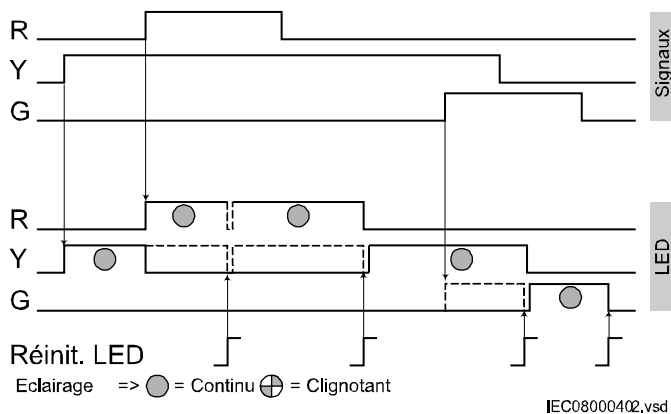 R
Y
G
Signaux
R
Y
G
LED
Réinit. LED
Eclairage => = Continu = Clignotant
IEC08000402.vsd